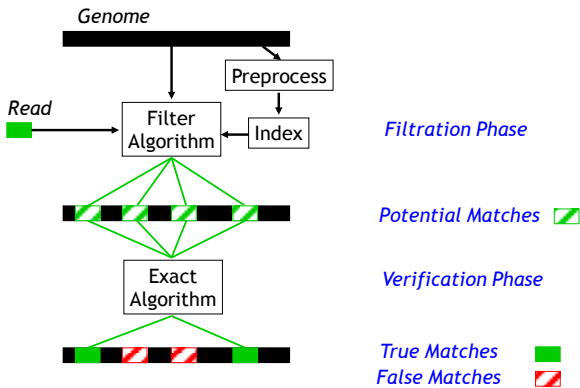 Genome
Preprocess
Read
Filter
Algorithm
Index
Filtration Phase
Potential Matches
Exact
Algorithm
Verification Phase
True Matches
False Matches